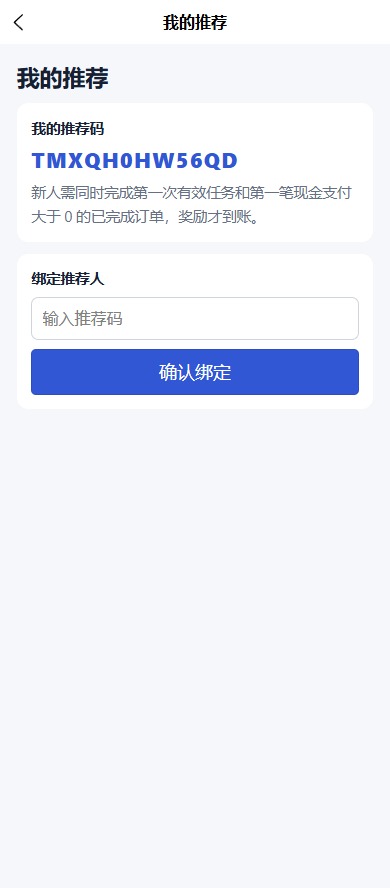 我的推荐
我的推荐
我的推荐码
TMXQH0HW56QD
新人需同时完成第一次有效任务和第一笔现金支付
大于 0 的已完成订单，奖励才到账。
绑定推荐人
输入推荐码
确认绑定